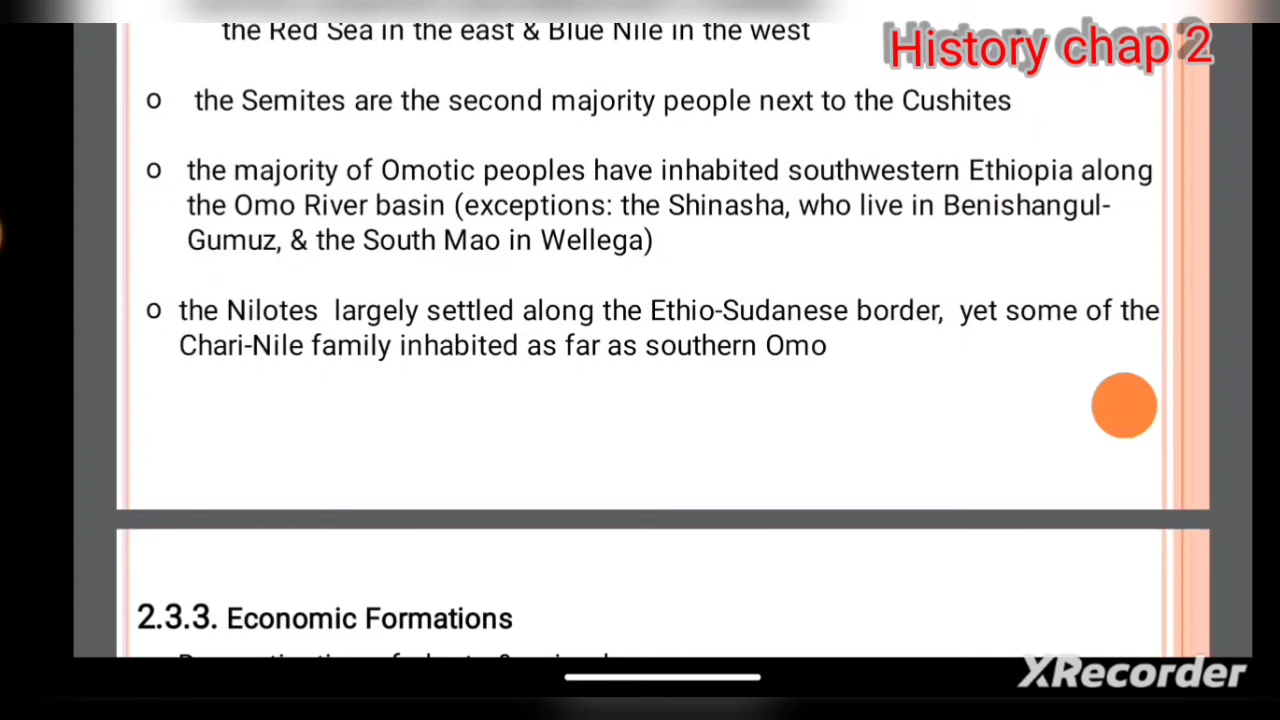 the Red Sea in the east & Blue Nile in the west
History chap 2
o the Semites are the second majority people next to the Cushites
o the majority of Omotic peoples have inhabited southwestern Ethiopia along
the Omo River basin (exceptions: the Shinasha, who live in Benishangul-
Gumuz, & the South Mao in Wellega)
o the Nilotes largely settled along the Ethio-Sudanese border, yet some of the
Chari-Nile family inhabited as far as southern Omo
2.3.3. Economic Formations
XRecorder